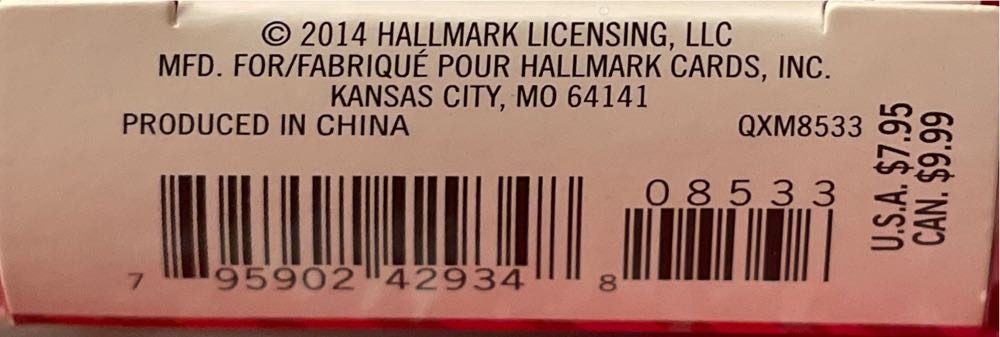 © 2014 HALLMARK LICENSING, LLC
MFD. FOR/FABRIQUÉ POUR HALLMARK CARDS, INC.
KANSAS CITY, MO 64141
PRODUCED IN CHINA QXM8533
U.S.A. $7.95
CAN. $9.99
08533
7 95902 42934 8